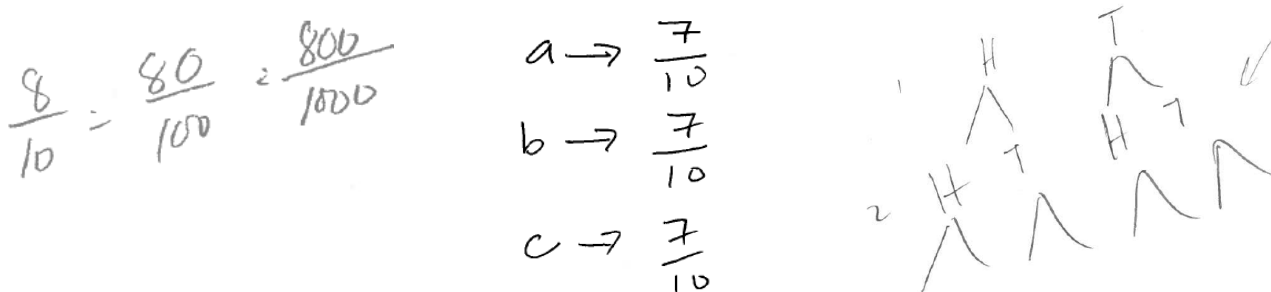 8/10 = 80/100 = 800/1000
a → 7/10
b → 7/10
c → 7/10
H T
1
T H T
H
2